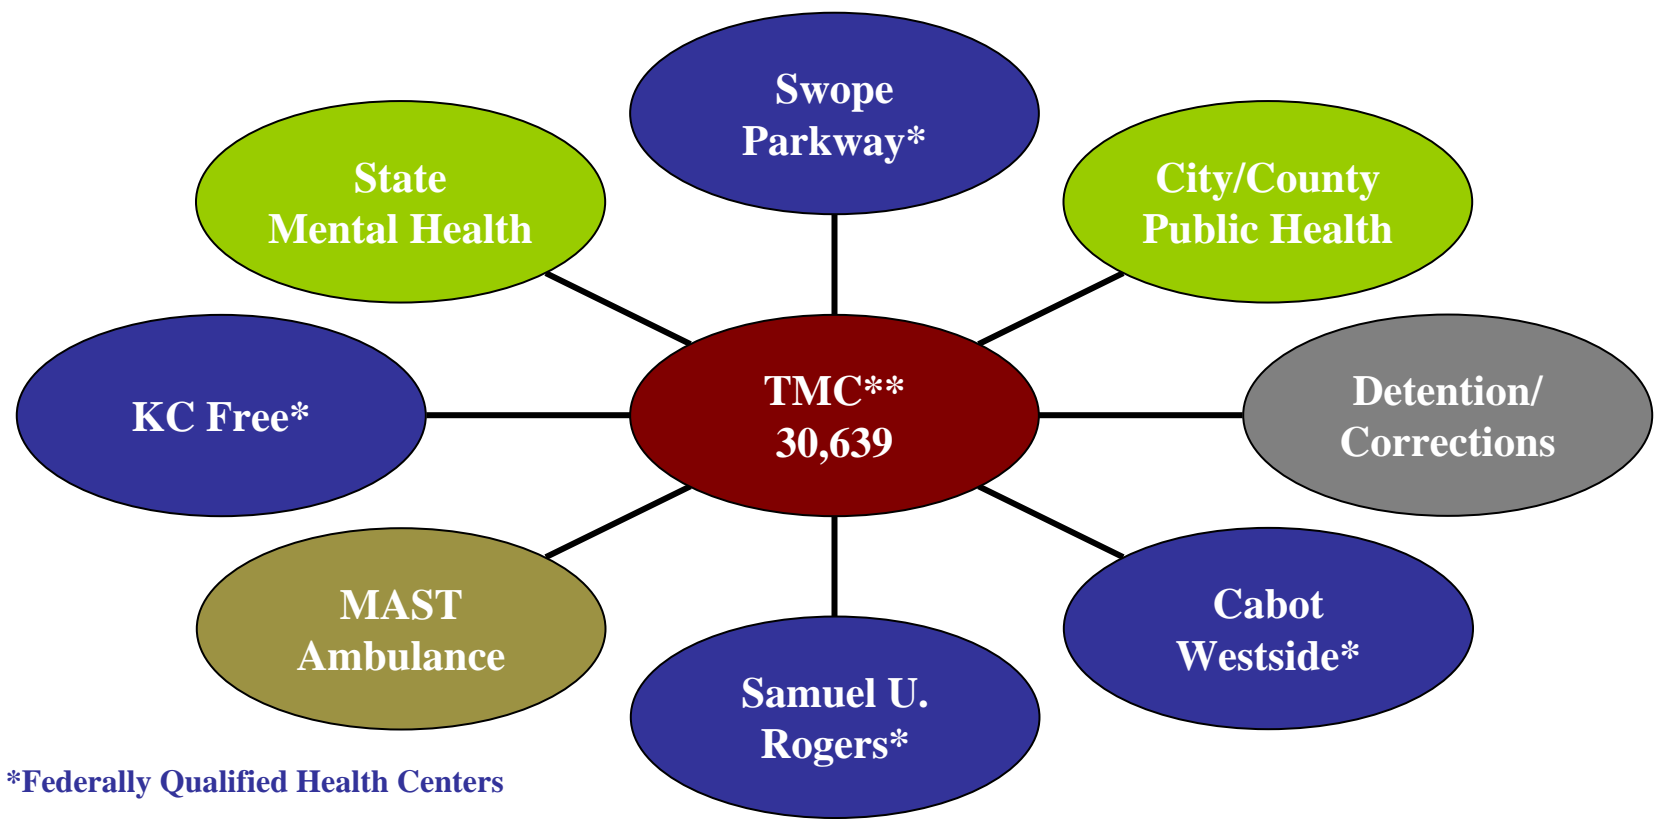 Swope
Parkway*
State
Mental Health
City/County
Public Health
KC Free*
TMC**
30,639
Detention/
Corrections
MAST
Ambulance
Cabot
Westside*
Samuel U.
Rogers*
*Federally Qualified Health Centers